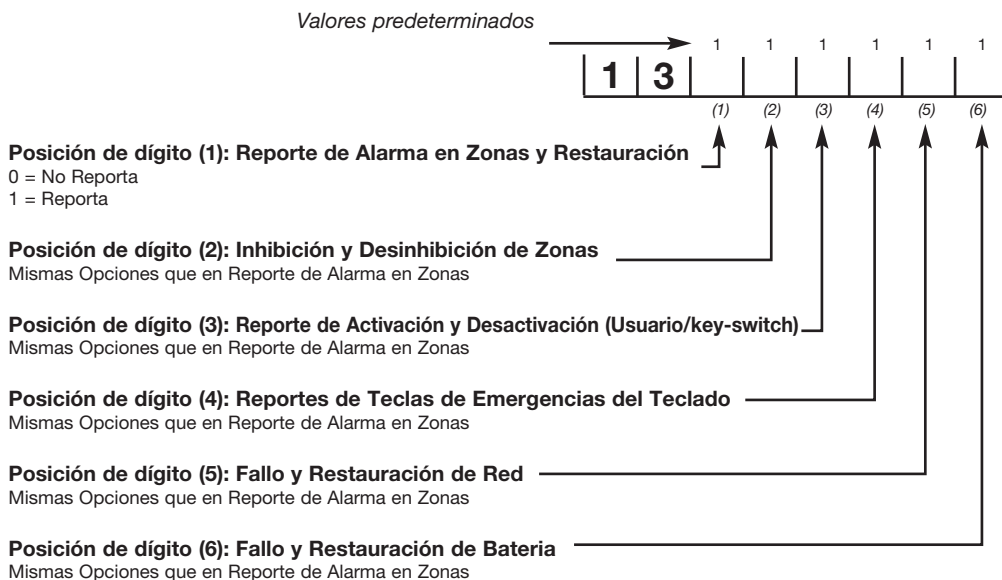 Valores predeterminados
1 1 1 1 1 1
1 3
(1) (2) (3) (4) (5) (6)
Posición de dígito (1): Reporte de Alarma en Zonas y Restauración
0 = No Reporta
1 = Reporta
Posición de dígito (2): Inhibición y Desinhibición de Zonas
Mismas Opciones que en Reporte de Alarma en Zonas
Posición de dígito (3): Reporte de Activación y Desactivación (Usuario/key-switch)
Mismas Opciones que en Reporte de Alarma en Zonas
Posición de dígito (4): Reportes de Teclas de Emergencias del Teclado
Mismas Opciones que en Reporte de Alarma en Zonas
Posición de dígito (5): Fallo y Restauración de Red
Mismas Opciones que en Reporte de Alarma en Zonas
Posición de dígito (6): Fallo y Restauración de Bateria
Mismas Opciones que en Reporte de Alarma en Zonas